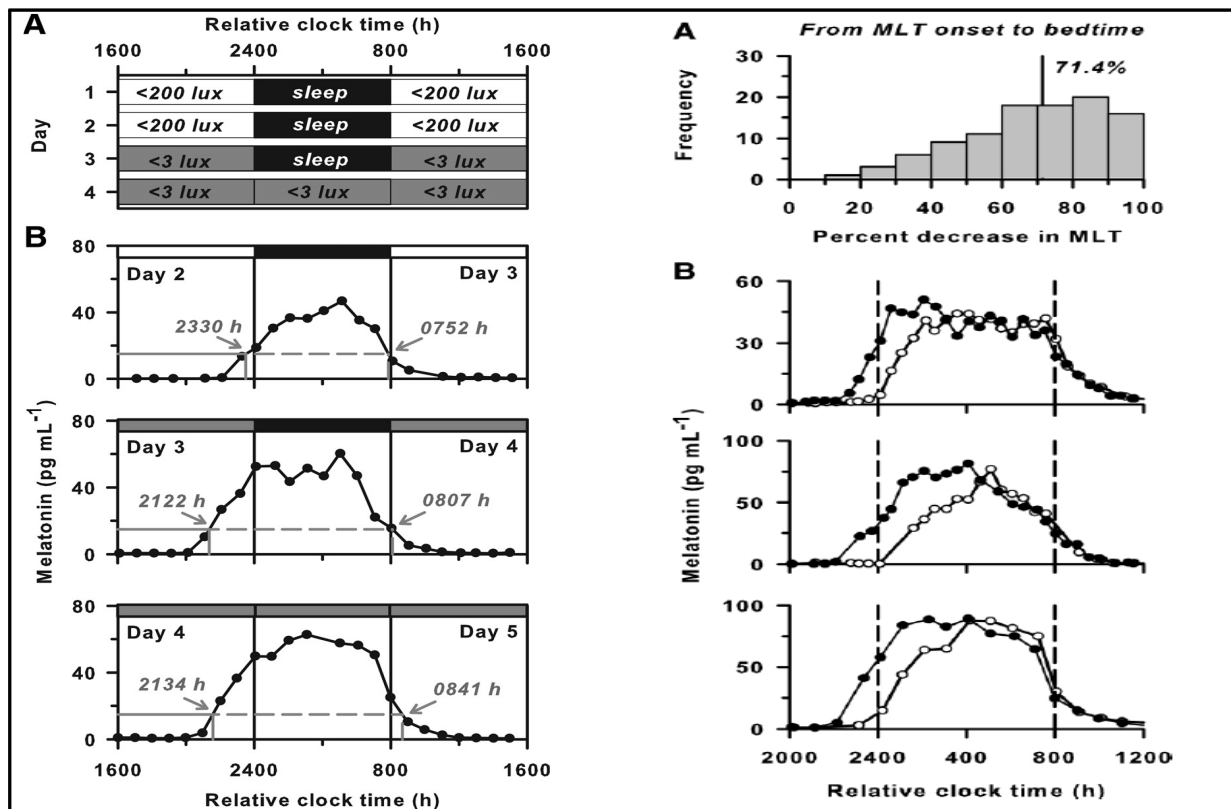 A
Relative clock time (h)
1600 2400 800 1600
1 <200 lux sleep <200 lux
2 <200 lux sleep <200 lux
3 <3 lux sleep <3 lux
4 <3 lux <3 lux <3 lux
Day
B
80
40
0
Day 2 Day 3
2330 h 0752 h
80
40
0
Day 3 Day 4
2122 h 0807 h
80
40
0
Day 4 Day 5
2134 h 0841 h
Melatonin (pg mL-1)
1600 2400 800 1600
Relative clock time (h)
A
From MLT onset to bedtime
71.4%
Frequency
30
20
10
0
0 20 40 60 80 100
Percent decrease in MLT
B
60
30
0
100
50
0
100
50
0
Melatonin (pg mL-1)
2000 2400 400 800 1200
Relative clock time (h)